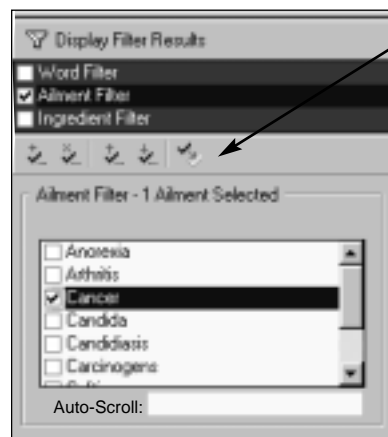 Display Filter Results
Word Filter
Ailment Filter
Ingredient Filter
Ailment Filter - 1 Ailment Selected
Anorexia
Arthritis
Cancer
Candida
Candidiasis
Carcinogens
Auto-Scroll: